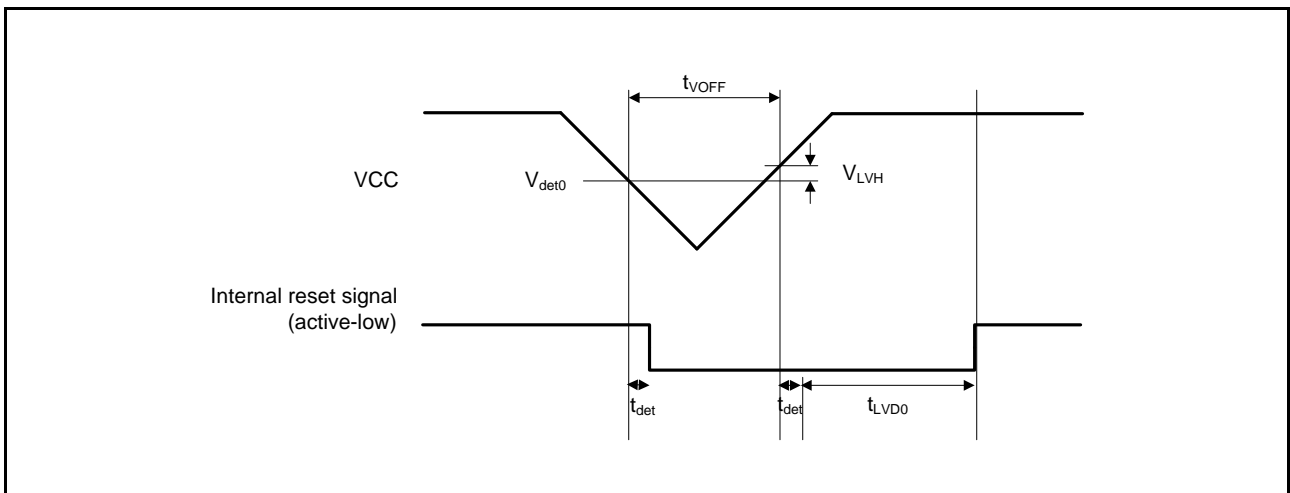 tVOFF
VCC
Vdet0
VLVH
Internal reset signal
(active-low)
tdet
tdet
tLVD0